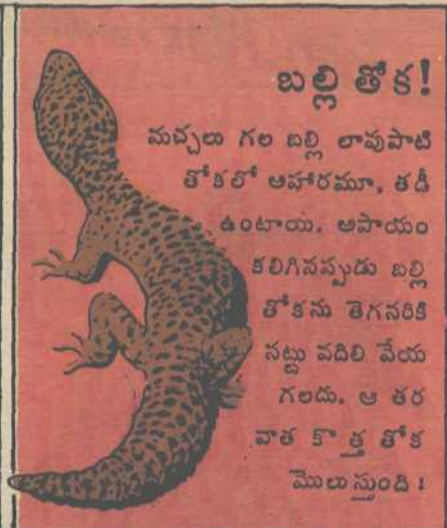 బల్లి తోక!
మచ్చలు గల బల్లి లావుపాటి
తోకలో ఆహారమూ, తడీ
ఉంటాయి. అపాయం
కలిగినప్పుడు బల్లి
తోకను తెగనరికి
నట్టు వదిలి వేయ
గలదు. ఆ తర
వాత కొత్త తోక
మొలుస్తుంది!